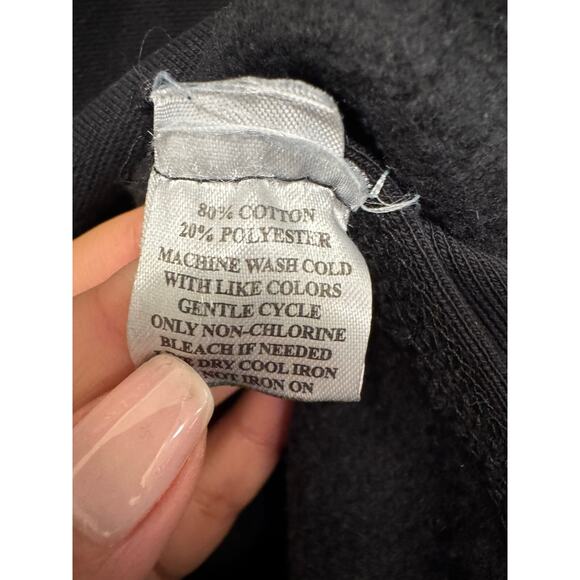 80% COTTON
20% POLYESTER
MACHINE WASH COLD
WITH LIKE COLORS
GENTLE CYCLE
ONLY NON-CHLORINE
BLEACH IF NEEDED
DRY COOL IRON
NOT IRON ON